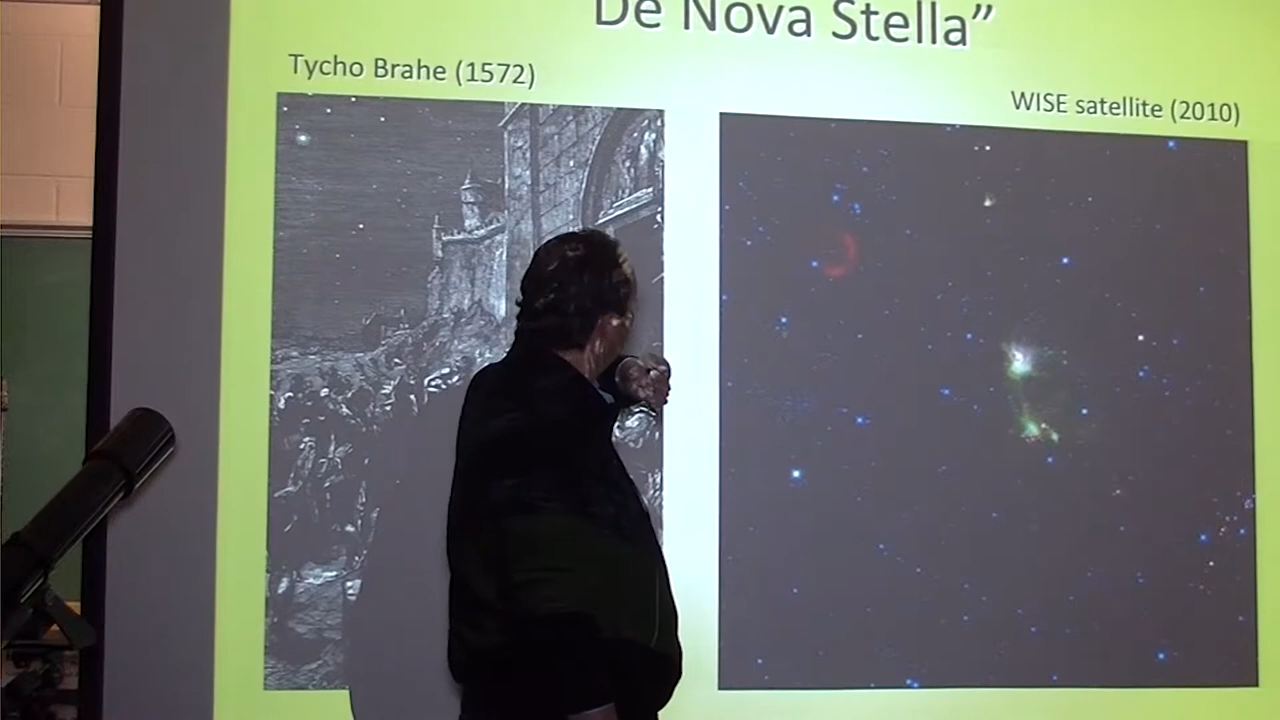 De Nova Stella”
Tycho Brahe (1572)
WISE satellite (2010)